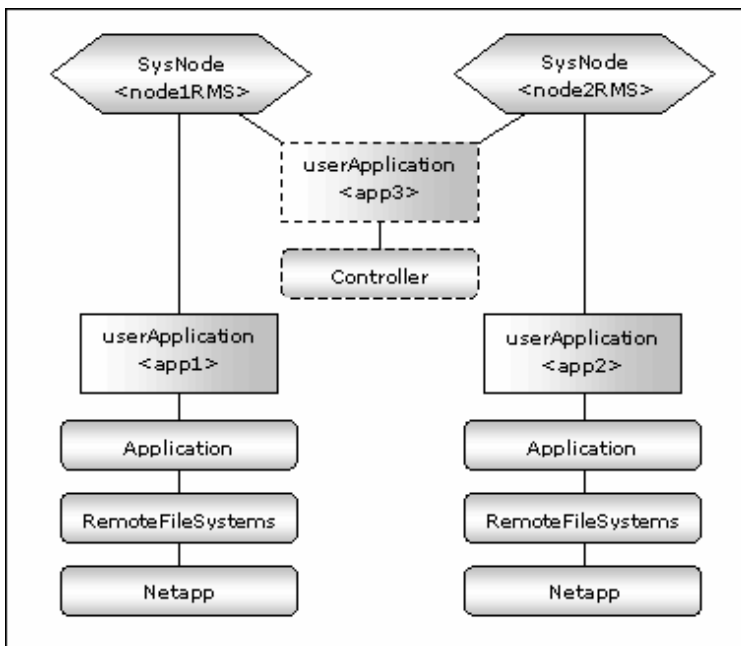 SysNode
<node1RMS>
SysNode
<node2RMS>
userApplication
<app3>
Controller
userApplication
<app1>
userApplication
<app2>
Application
Application
RemoteFileSystems
RemoteFileSystems
Netapp
Netapp